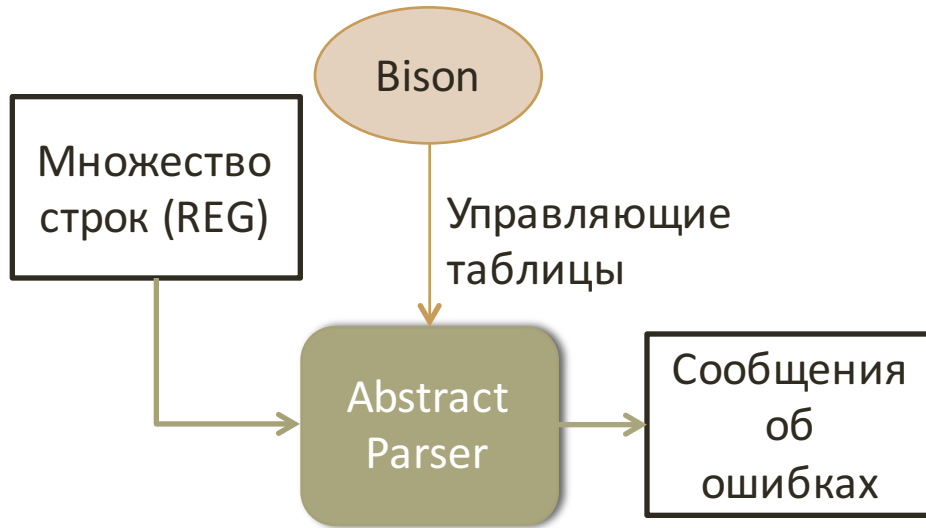 Bison
Множество
строк (REG)
Управляющие
таблицы
Abstract
Parser
Сообщения
об
ошибках